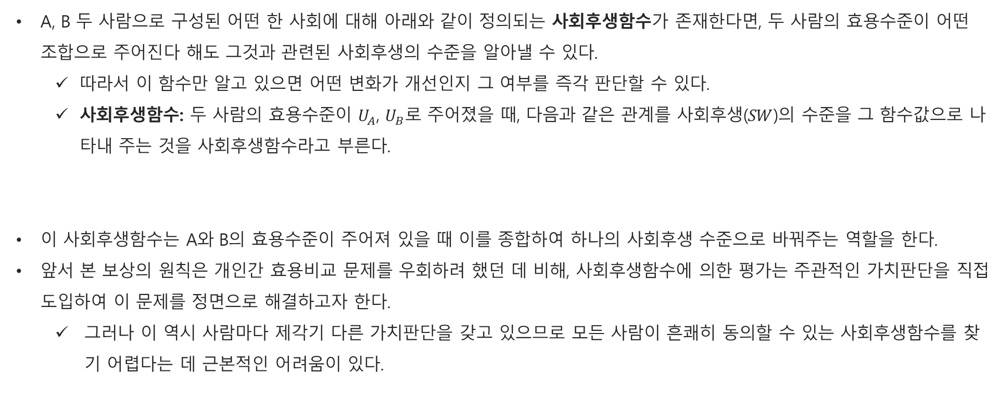 • A, B 두 사람으로 구성된 어떤 한 사회에 대해 아래와 같이 정의되는 사회후생함수가 존재한다면, 두 사람의 효용수준이 어떤
조합으로 주어진다 해도 그것과 관련된 사회후생의 수준을 알아낼 수 있다.
✓ 따라서 이 함수만 알고 있으면 어떤 변화가 개선인지 그 여부를 즉각 판단할 수 있다.
✓ 사회후생함수: 두 사람의 효용수준이 U_A, U_B로 주어졌을 때, 다음과 같은 관계를 사회후생(SW)의 수준을 그 함수값으로 나
타내 주는 것을 사회후생함수라고 부른다.
• 이 사회후생함수는 A와 B의 효용수준이 주어져 있을 때 이를 종합하여 하나의 사회후생 수준으로 바꿔주는 역할을 한다.
• 앞서 본 보상의 원칙은 개인간 효용비교 문제를 우회하려 했던 데 비해, 사회후생함수에 의한 평가는 주관적인 가치판단을 직접
도입하여 이 문제를 정면으로 해결하고자 한다.
✓ 그러나 이 역시 사람마다 제각기 다른 가치판단을 갖고 있으므로 모든 사람이 흔쾌히 동의할 수 있는 사회후생함수를 찾
기 어렵다는 데 근본적인 어려움이 있다.